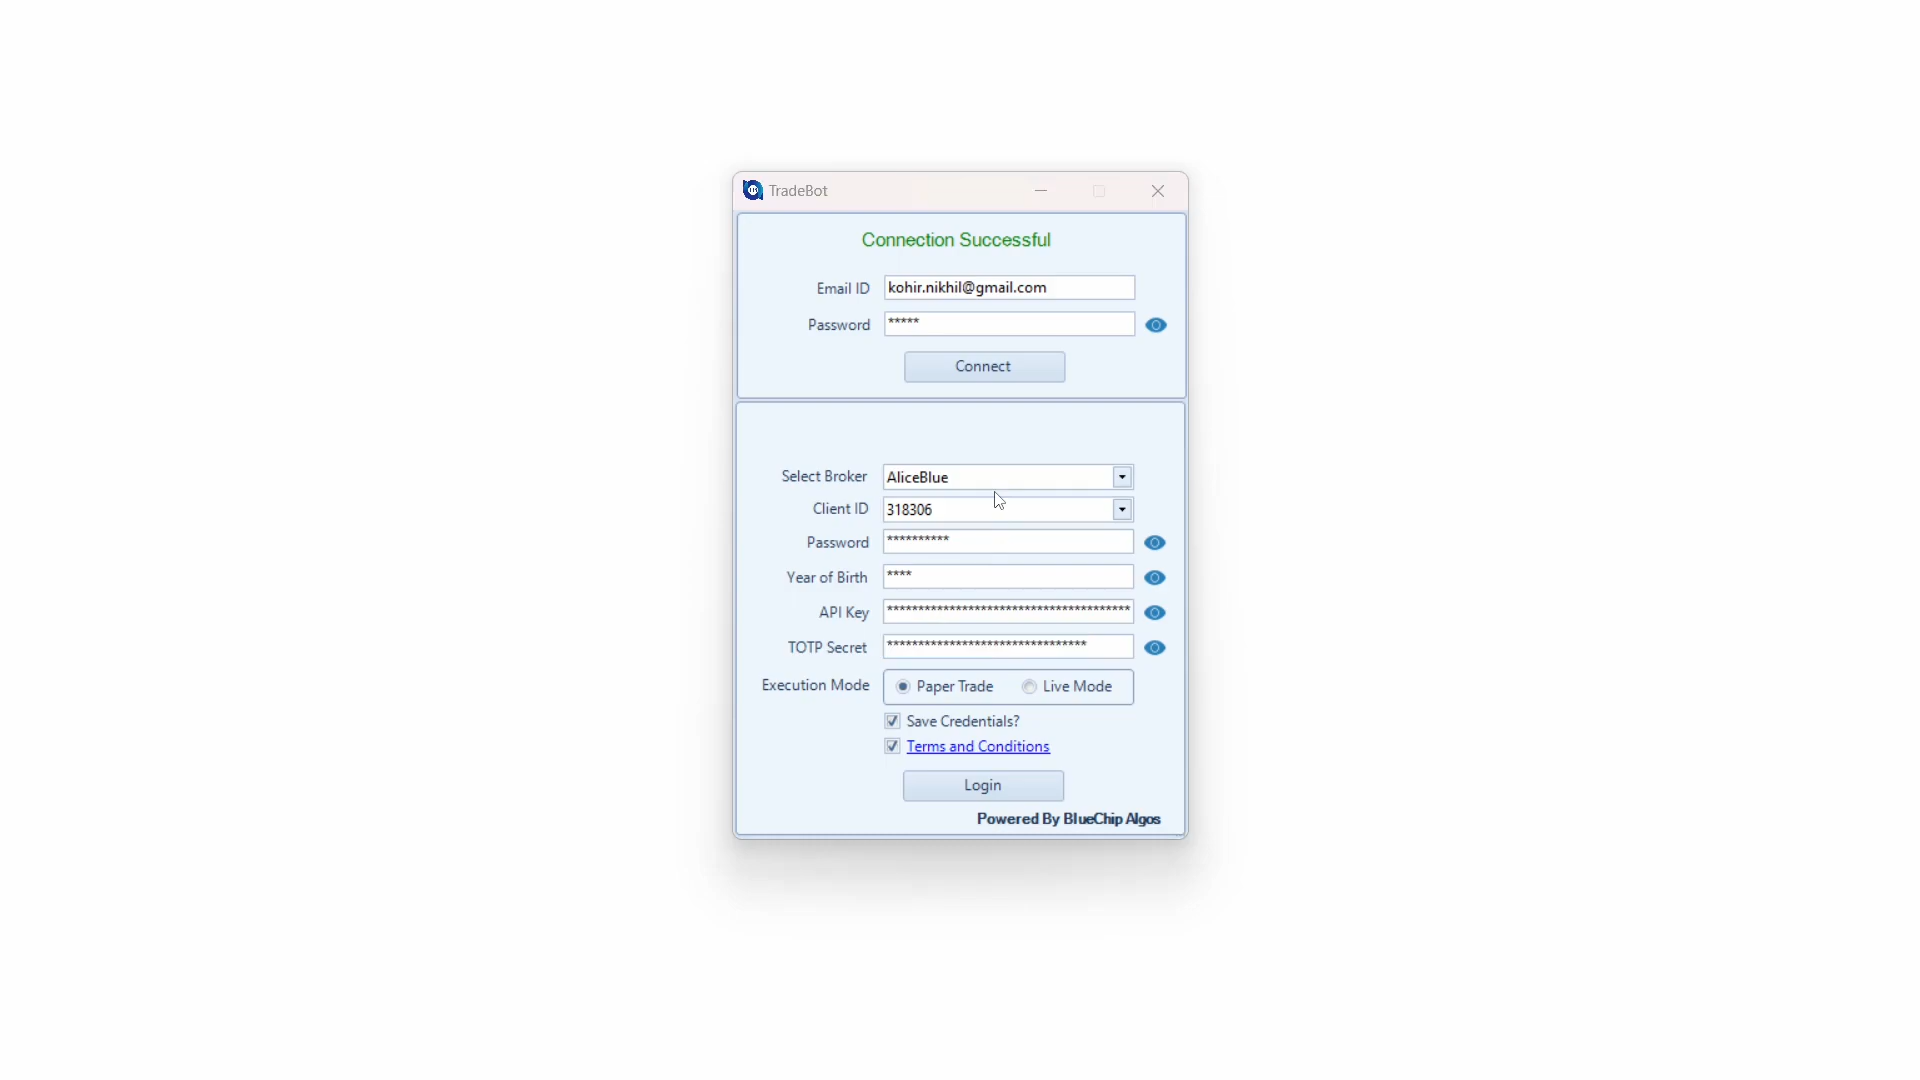 TradeBot
Connection Successful
Email ID kohir.nikhil@gmail.com
Password *****
Connect
Select Broker AliceBlue
Client ID 318306
Password **********
Year of Birth ****
API Key ***************************************
TOTP Secret ********************************
Execution Mode Paper Trade Live Mode
Save Credentials?
Terms and Conditions
Login
Powered By BlueChip Algos